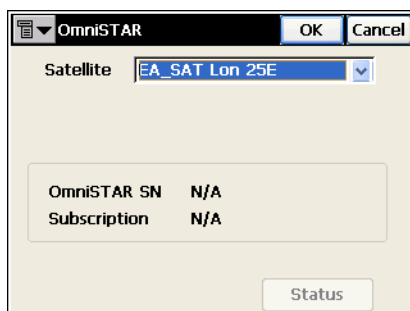 OmniSTAR OK Cancel
Satellite EA_SAT Lon 25E
OmniSTAR SN N/A
Subscription N/A
Status